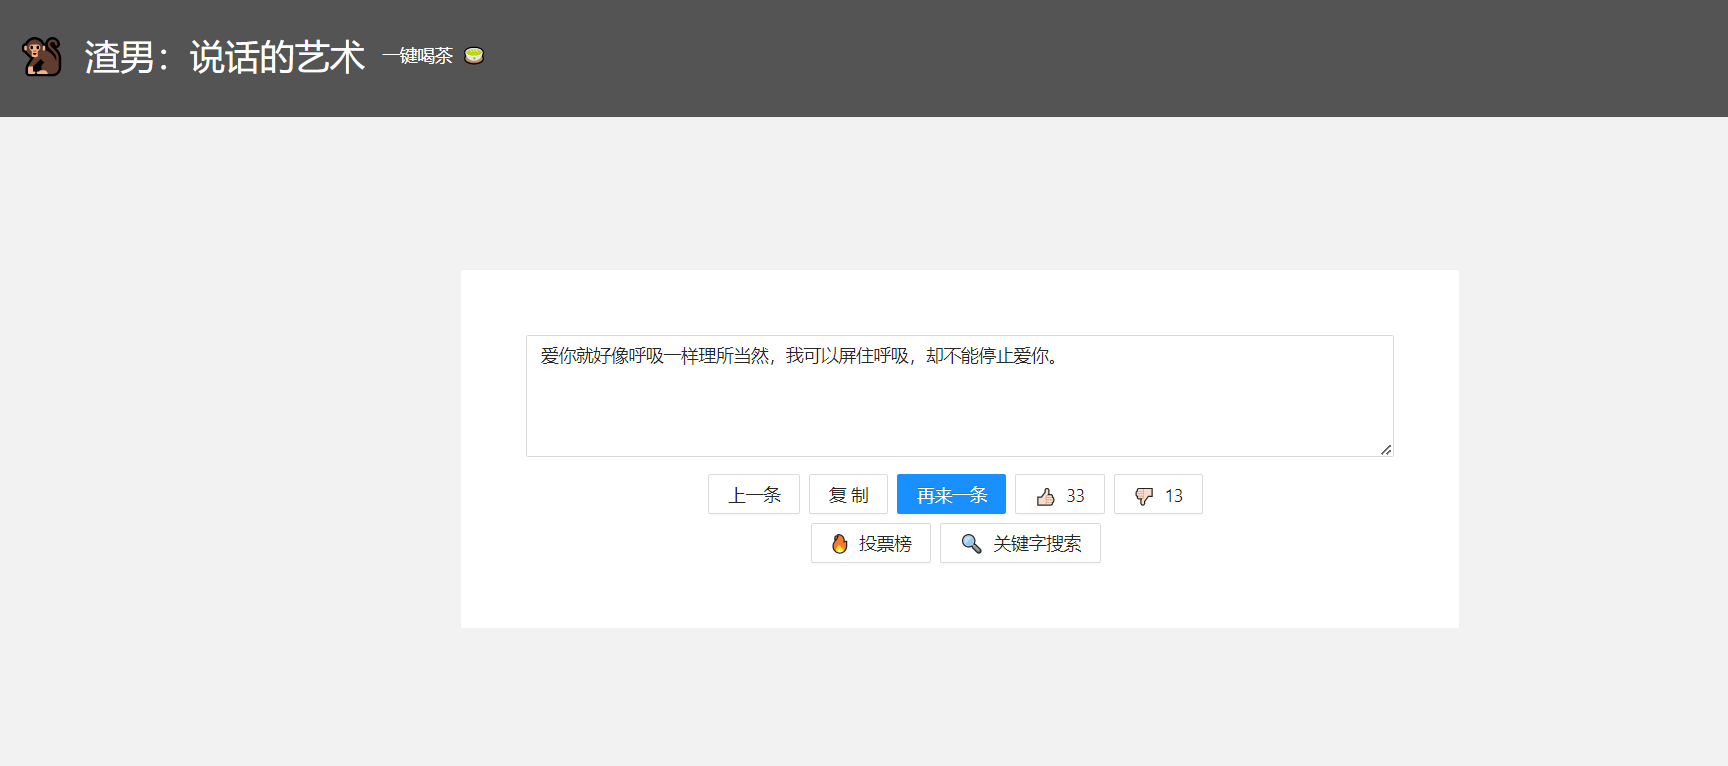 渣男：说话的艺术 一键喝茶
爱你就好像呼吸一样理所当然，我可以屏住呼吸，却不能停止爱你。
上一条 复 制 再来一条 33 13
投票榜 关键字搜索